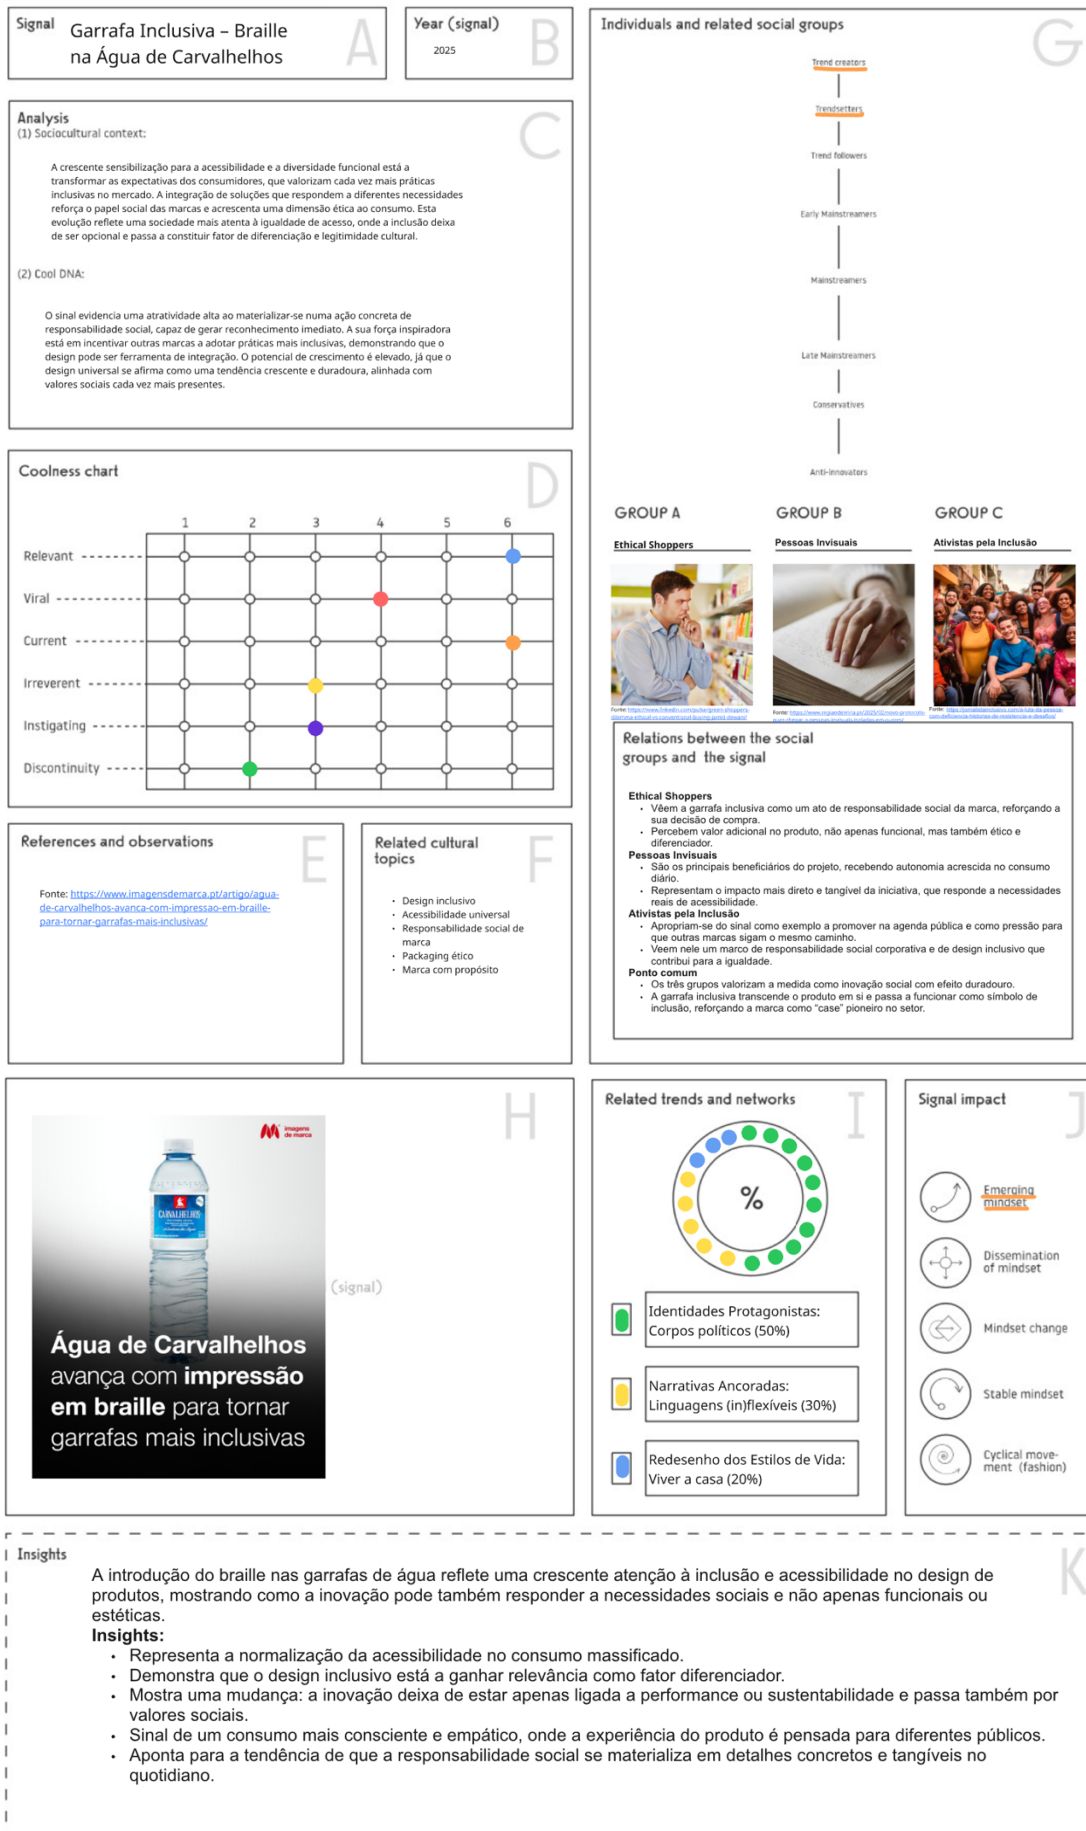 Signal
Garrafa Inclusiva – Braille
na Água de Carvalhelhos
A
Year (signal)
2025
B
Analysis
(1) Sociocultural context:
C
A crescente sensibilização para a acessibilidade e a diversidade funcional está a
transformar as expectativas dos consumidores, que valorizam cada vez mais práticas
inclusivas no mercado. A integração de soluções que respondem a diferentes necessidades
reforça o papel social das marcas e acrescenta uma dimensão ética ao consumo. Esta
evolução reflete uma sociedade mais atenta à igualdade de acesso, onde a inclusão deixa
de ser opcional e passa a constituir fator de diferenciação e legitimidade cultural.
(2) Cool DNA:
O sinal evidencia uma atratividade alta ao materializar-se numa ação concreta de
responsabilidade social, capaz de gerar reconhecimento imediato. A sua força inspiradora
está em incentivar outras marcas a adotar práticas mais inclusivas, demonstrando que o
design pode ser ferramenta de integração. O potencial de crescimento é elevado, já que o
design universal se afirma como uma tendência crescente e duradoura, alinhada com
valores sociais cada vez mais presentes.
Coolness chart
D
1 2 3 4 5 6
Relevant
Viral
Current
Irreverent
Instigating
Discontinuity
References and observations
E
Fonte: https://www.imagensdemarca.pt/artigo/agua-
de-carvalhelhos-avanca-com-impressao-em-braille-
para-tornar-garrafas-mais-inclusivas/
Related cultural
topics
F
• Design inclusivo
• Acessibilidade universal
• Responsabilidade social de
marca
• Packaging ético
• Marca com propósito
Individuals and related social groups
G
Trend creators
Trendsetters
Trend followers
Early Mainstreamers
Mainstreamers
Late Mainstreamers
Conservatives
Anti-innovators
GROUP A
Ethical Shoppers
GROUP B
Pessoas Invisuais
GROUP C
Ativistas pela Inclusão
Fonte:
Fonte:
Fonte:
Relations between the social
groups and the signal
Ethical Shoppers
• Vêem a garrafa inclusiva como um ato de responsabilidade social da marca, reforçando a
sua decisão de compra.
• Percebem valor adicional no produto, não apenas funcional, mas também ético e
diferenciador.
Pessoas Invisuais
• São os principais beneficiários do projeto, recebendo autonomia acrescida no consumo
diário.
• Representam o impacto mais direto e tangível da iniciativa, que responde a necessidades
reais de acessibilidade.
Ativistas pela Inclusão
• Apropriam-se do sinal como exemplo a promover na agenda pública e como pressão para
que outras marcas sigam o mesmo caminho.
• Veem nele um marco de responsabilidade social corporativa e de design inclusivo que
contribui para a igualdade.
Ponto comum
• Os três grupos valorizam a medida como inovação social com efeito duradouro.
• A garrafa inclusiva transcende o produto em si e passa a funcionar como símbolo de
inclusão, reforçando a marca como “case” pioneiro no setor.
H
imagens
de marca
CARVALHELHOS
Água de Carvalhelhos
avança com impressão
em braille para tornar
garrafas mais inclusivas
(signal)
Related trends and networks
I
%
Identidades Protagonistas:
Corpos políticos (50%)
Narrativas Ancoradas:
Linguagens (in)flexíveis (30%)
Redesenho dos Estilos de Vida:
Viver a casa (20%)
Signal impact
J
Emerging
mindset
Dissemination
of mindset
Mindset change
Stable mindset
Cyclical move-
ment (fashion)
Insights
K
A introdução do braille nas garrafas de água reflete uma crescente atenção à inclusão e acessibilidade no design de
produtos, mostrando como a inovação pode também responder a necessidades sociais e não apenas funcionais ou
estéticas.
Insights:
• Representa a normalização da acessibilidade no consumo massificado.
• Demonstra que o design inclusivo está a ganhar relevância como fator diferenciador.
• Mostra uma mudança: a inovação deixa de estar apenas ligada a performance ou sustentabilidade e passa também por
valores sociais.
• Sinal de um consumo mais consciente e empático, onde a experiência do produto é pensada para diferentes públicos.
• Aponta para a tendência de que a responsabilidade social se materializa em detalhes concretos e tangíveis no
quotidiano.